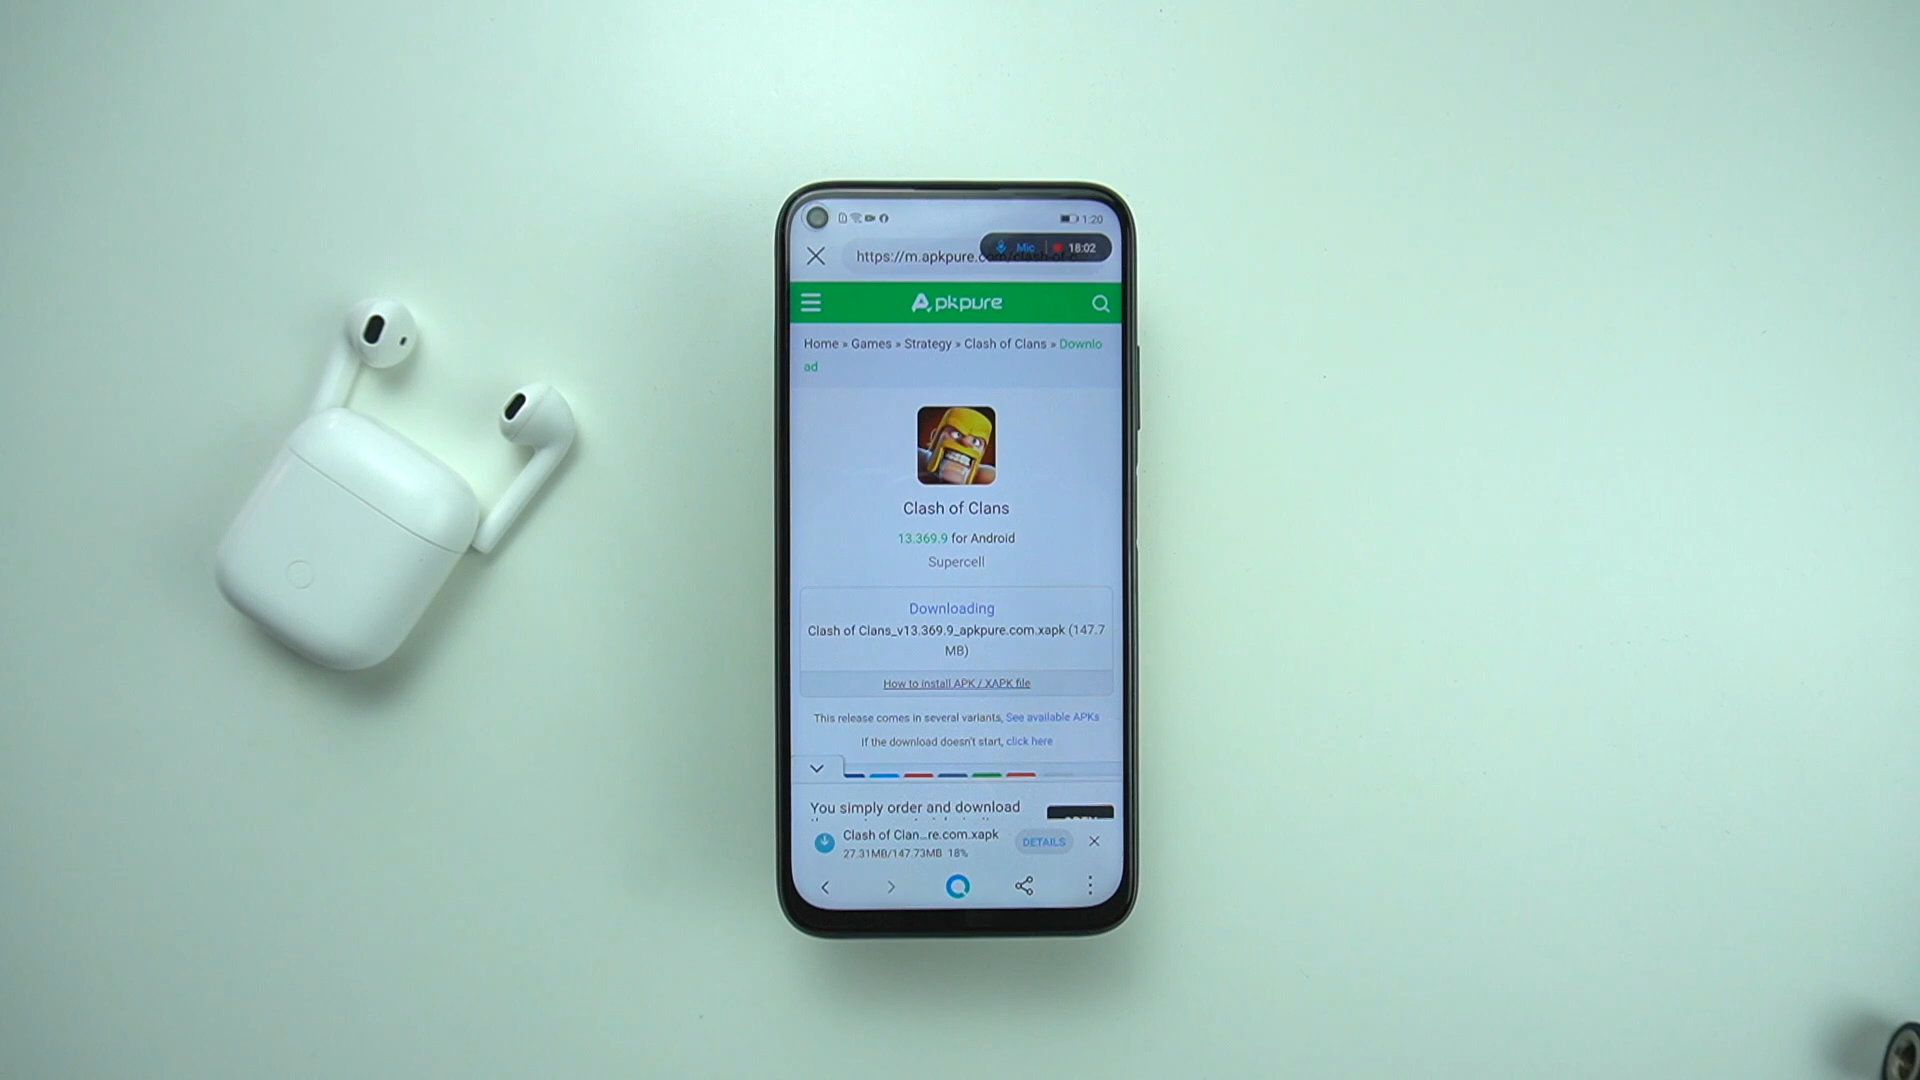 1:20
Mic 18:02
https://m.apkpure.com/clash-of-c...
Apkpure
Home » Games » Strategy » Clash of Clans » Downlo
ad
Clash of Clans
13.369.9 for Android
Supercell
Downloading
Clash of Clans_v13.369.9_apkpure.com.xapk (147.7
MB)
How to install APK / XAPK file
This release comes in several variants, See available APKs
If the download doesn't start, click here
You simply order and download
Clash of Clan...re.com.xapk
DETAILS
27.31MB/147.73MB 18%